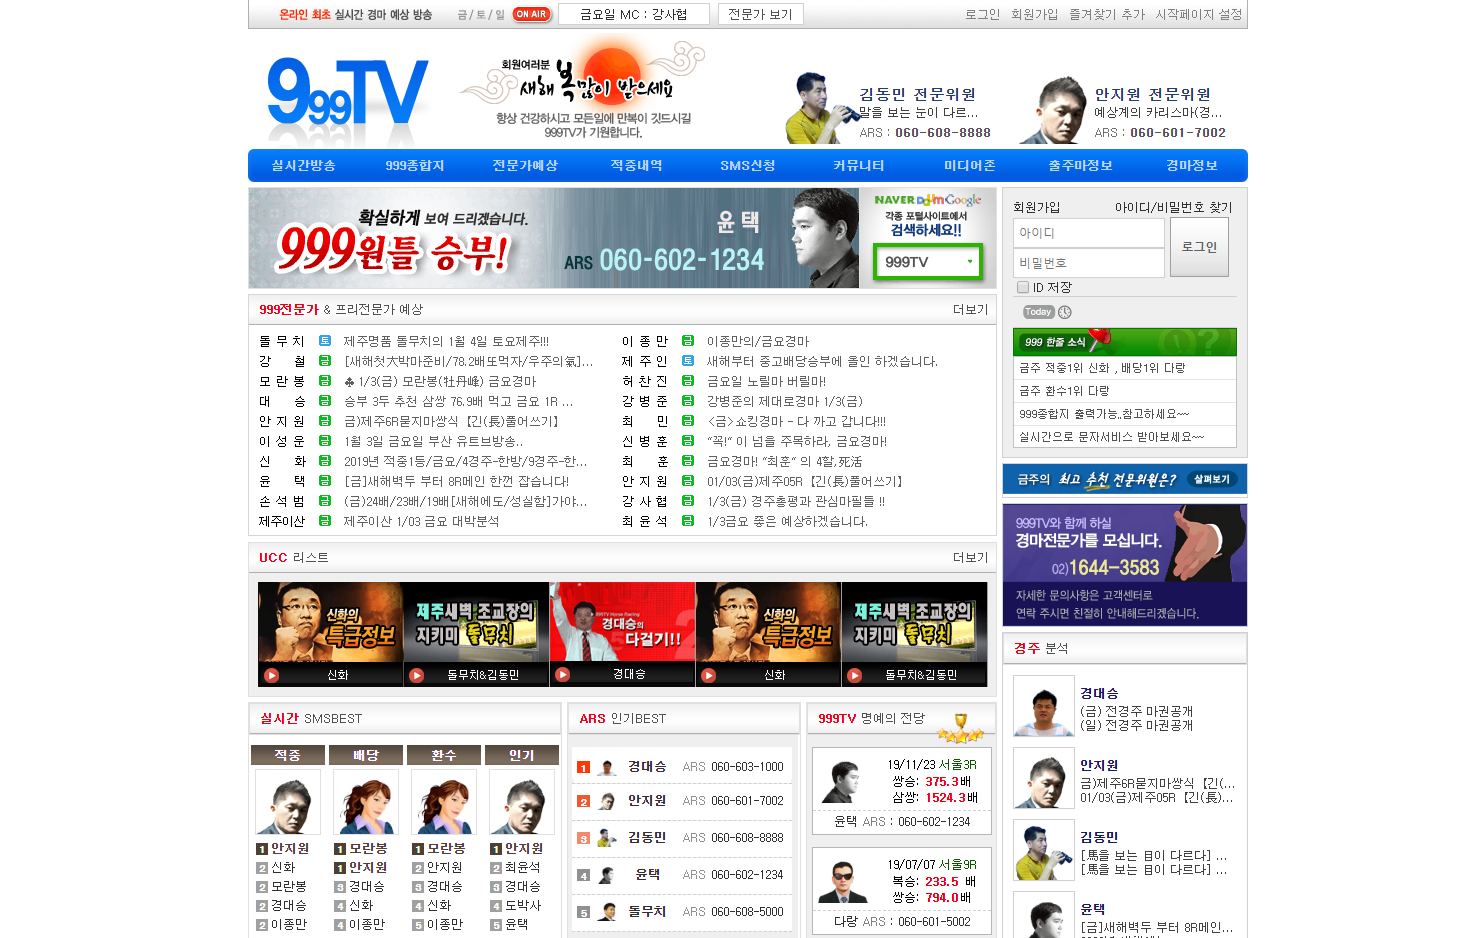 온라인 최초 실시간 경마 예상 방송 금 / 토 / 일 ON AIR 금요일 MC : 강사협 전문가 보기 로그인 회원가입 즐겨찾기 추가 시작페이지 설정
999TV
회원여러분
새해 복 많이 받으세요
항상 건강하시고 모든일에 만복이 깃드시길
999TV가 기원합니다.
김동민 전문위원
말을 보는 눈이 다르...
ARS : 060-608-8888
안지원 전문위원
예상계의 카리스마(경...
ARS : 060-601-7002
실시간방송 999종합지 전문가예상 적중내역 SMS신청 커뮤니티 미디어존 출주마정보 경마정보
확실하게 보여 드리겠습니다.
999원틀 승부!
윤택
ARS 060-602-1234
NAVER Daum Google
각종 포털사이트에서
검색하세요!!
999TV
회원가입 아이디/비밀번호 찾기
아이디
비밀번호
로그인
ID 저장
Today
999 한줄 소식
금주 적중1위 신화 , 배당1위 다랑
금주 환수1위 다랑
999종합지 출력가능..참고하세요~~
실시간으로 문자서비스 받아보세요~~
금주의 최고 추천 전문위원은? 살펴보기
999TV와 함께 하실
경마전문가를 모십니다.
02)1644-3583
자세한 문의사항은 고객센터로
연락 주시면 친절히 안내해드리겠습니다.
999전문가 & 프리전문가 예상 더보기
돌무치 토 제주명품 돌무치의 1월 4일 토요제주!!!
강철 금 [새해첫大박마준비/78.2배또먹자/우주의氣]...
모란봉 금 ♣ 1/3(금) 모란봉(牡丹峰) 금요경마
대승 금 승부 3두 추천 삼쌍 76.9배 먹고 금요 1R ...
안지원 금 금)제주6R묻지마쌍식【긴(長)풀어쓰기】
이성운 금 1월 3일 금요일 부산 유트브방송..
신화 금 2019년 적중1등/금요/4경주-한방/9경주-한...
윤택 금 [금]새해벽두 부터 8R메인 한껀 잡습니다!
손석범 금 (금)24배/23배/19배[새해에도/성실함]가야...
제주이산 금 제주이산 1/03 금요 대박분석
이종만 금 이종만의/금요경마
제주인 토 새해부터 중고배당승부에 올인 하겠습니다.
허찬진 금 금요일 노릴마 버릴마!
강병준 금 강병준의 제대로경마 1/3(금)
최민 금 <금>쇼킹경마 - 다 까고 갑니다!!!
신병훈 금 "꼭!" 이 넘을 주목하라, 금요경마!
최훈 금 금요경마! "최훈" 의 4할,死活
안지원 금 01/03(금)제주05R【긴(長)풀어쓰기】
강사협 금 1/3(금) 경주총평과 관심마필들 !!
최윤석 금 1/3금요 쭣은 예상하겠습니다.
UCC 리스트 더보기
신화의 특급정보
신화
제주새벽 조교장의 지키미 돌무치
돌무치&김동민
999TV Horse Racing
경대승의 다걸기!!
경대승
신화의 특급정보
신화
제주새벽 조교장의 지키미 돌무치
돌무치&김동민
실시간 SMSBEST
적중 배당 환수 인기
1 안지원 1 모란봉 1 모란봉 1 안지원
2 신화 1 안지원 2 안지원 2 최윤석
2 모란봉 3 경대승 3 경대승 3 경대승
2 경대승 4 신화 4 신화 4 도박사
2 이종만 4 이종만 5 이종만 5 윤택
ARS 인기BEST
1 경대승 ARS 060-603-1000
2 안지원 ARS 060-601-7002
3 김동민 ARS 060-608-8888
4 윤택 ARS 060-602-1234
5 돌무치 ARS 060-608-5000
999TV 명예의 전당
19/11/23 서울3R
쌍승: 375.3배
삼쌍: 1524.3배
윤택 ARS : 060-602-1234
19/07/07 서울9R
복승: 233.5 배
쌍승: 794.0배
다랑 ARS : 060-601-5002
경주 분석
경대승
(금) 전경주 마권공개
(일) 전경주 마권공개
안지원
금)제주6R묻지마쌍식【긴(...
01/03(금)제주05R【긴(長)...
김동민
[馬을 보는 目이 다르다] ...
[馬을 보는 目이 다르다] ...
윤택
[금]새해벽두 부터 8R메인...